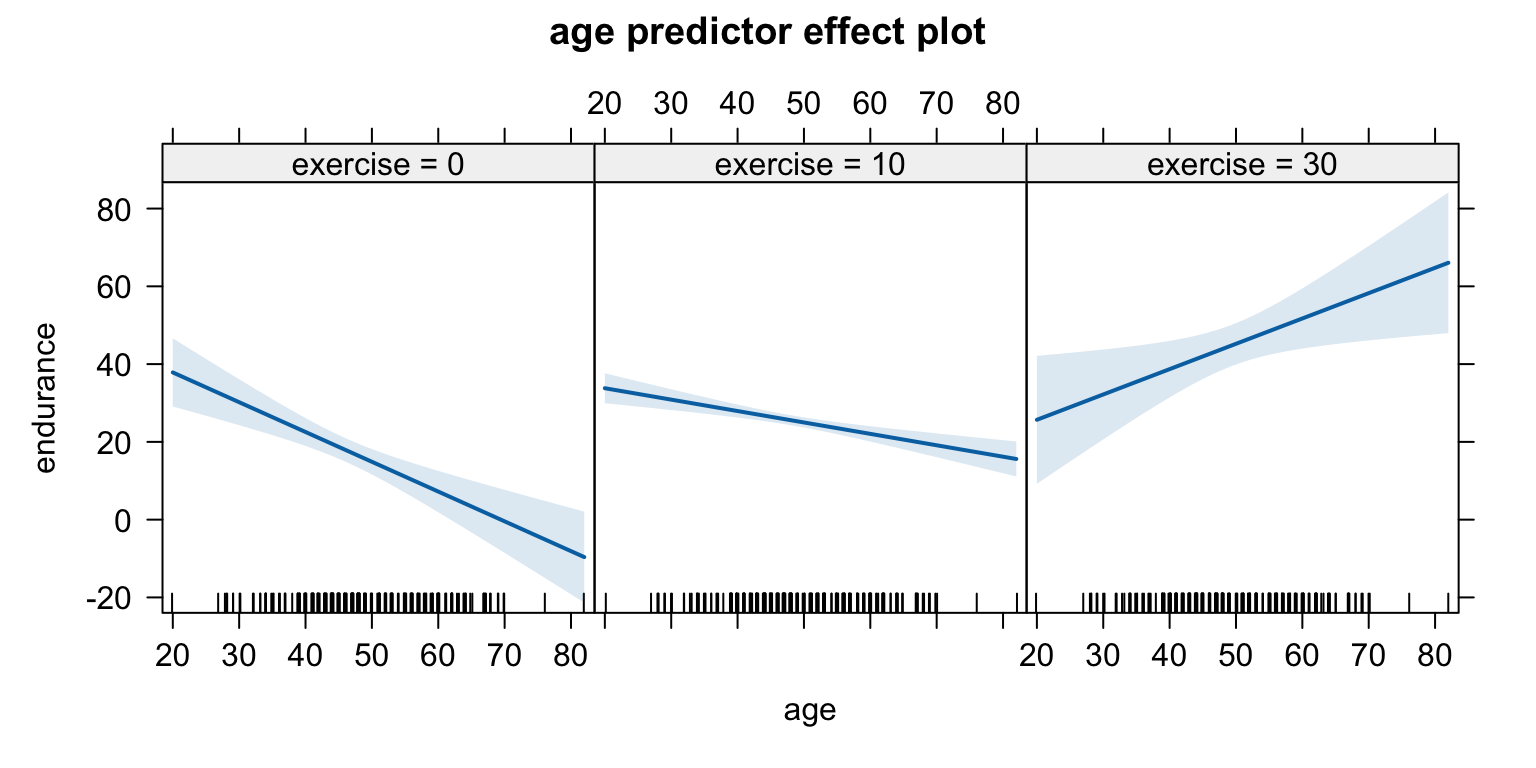 age predictor effect plot
20 30 40 50 60 70 80
exercise = 0 exercise = 10 exercise = 30
80
60
40
20
0
-20
endurance
20 30 40 50 60 70 80 20 30 40 50 60 70 80
age